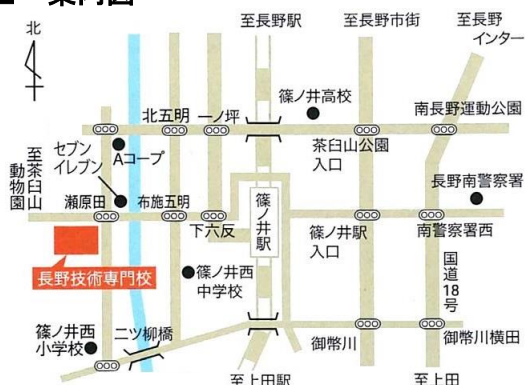 案内図
北
至長野駅
至長野市街
至長野
インター
篠ノ井高校
南長野運動公園
北五明
一ノ坪
茶臼山公園
入口
Aコープ
セブン
イレブン
至茶臼山
動物園
瀬原田
布施五明
下六反
篠ノ井駅
篠ノ井駅
入口
長野南警察署
南警察署西
長野技術専門校
篠ノ井西
中学校
国道18号
篠ノ井西
小学校
二ツ柳橋
御幣川
御幣川横田
至上田駅
至上田